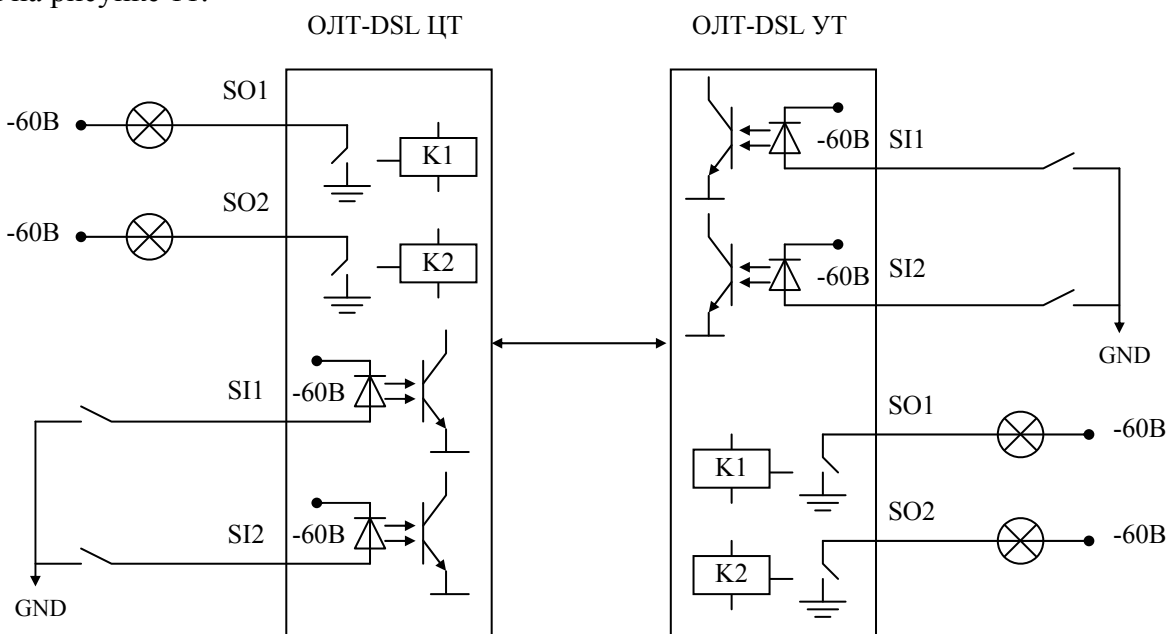 на рисунке 11.
ОЛТ-DSL ЦТ
ОЛТ-DSL УТ
SO1
-60В
K1
SO2
-60В
K2
SI1
-60В
SI2
-60В
GND
-60В
SI1
-60В
SI2
GND
SO1
-60В
K1
SO2
-60В
K2